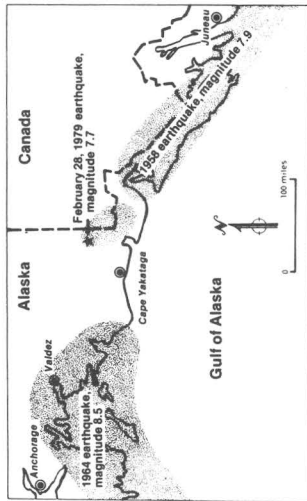 Alaska
Canada
Anchorage
Valdez
February 28, 1979 earthquake,
magnitude 7.7
1964 earthquake,
magnitude 8.5
Cape Yakataga
1958 earthquake, magnitude 7.9
Juneau
Gulf of Alaska
N
0
100 miles